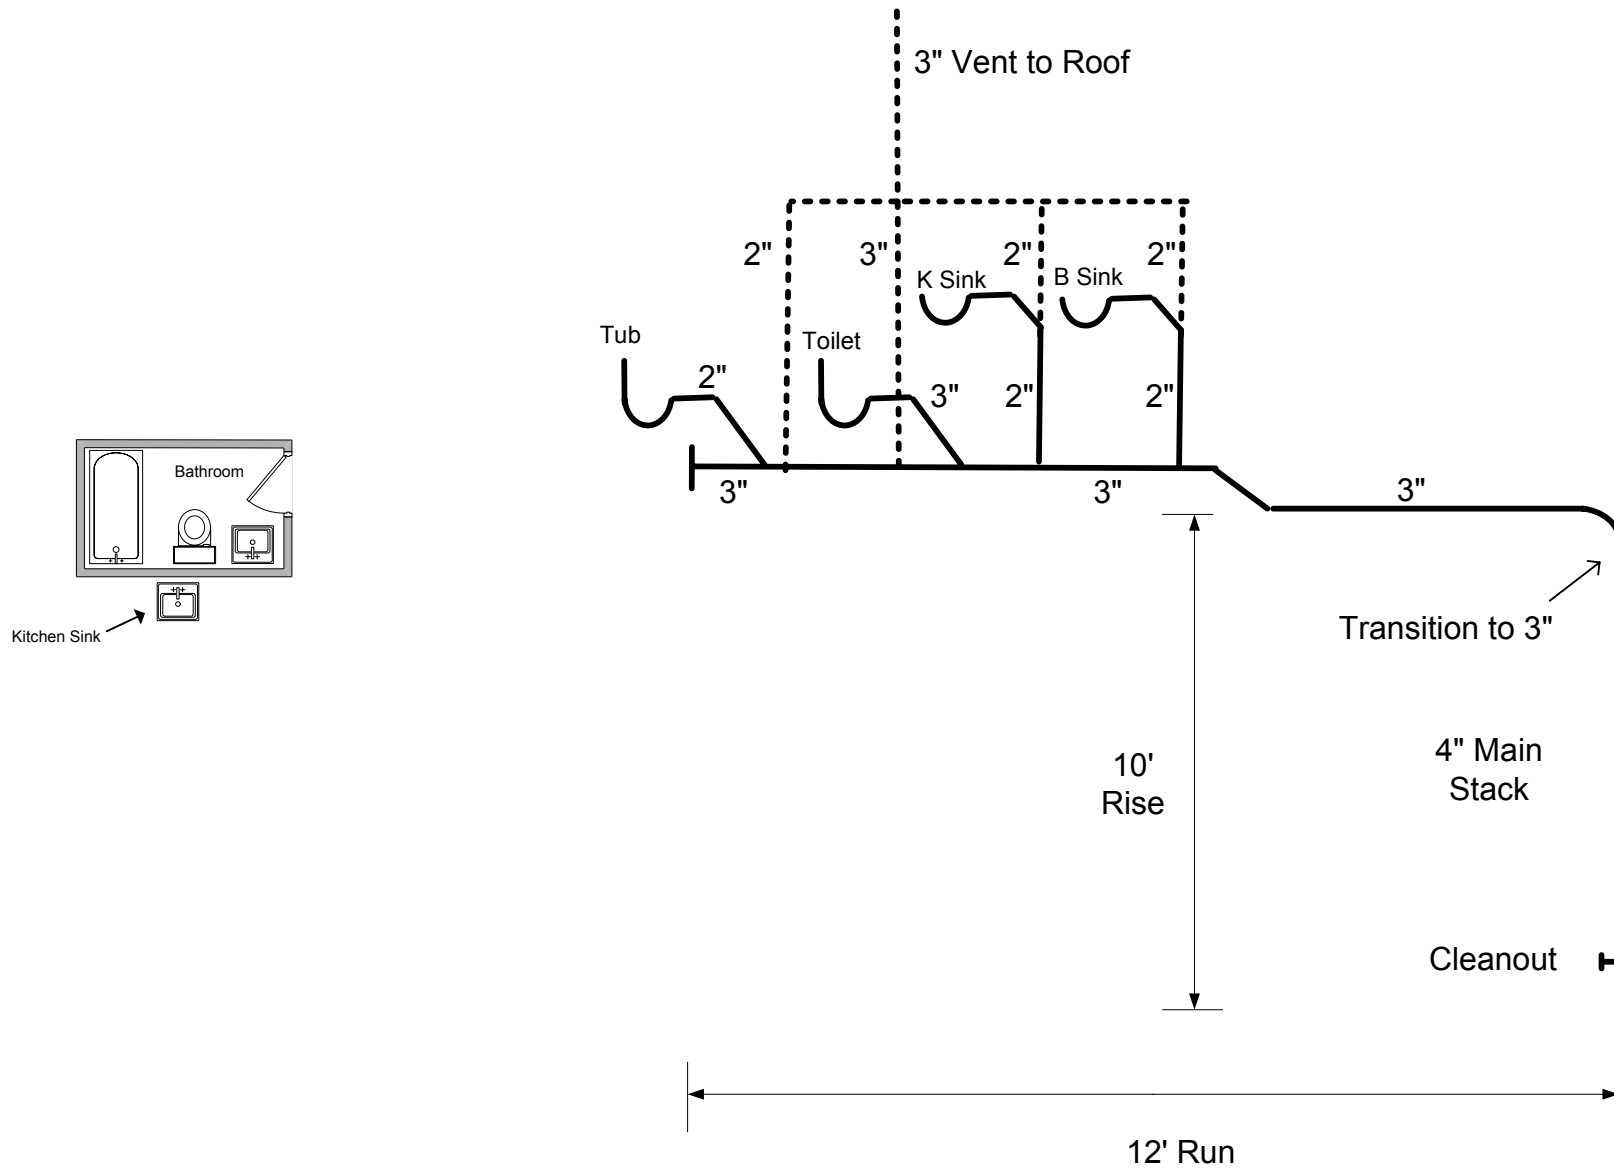 3" Vent to Roof
2"
3"
2"
2"
K Sink
B Sink
Tub
Toilet
2"
3"
2"
2"
Bathroom
3"
3"
3"
Kitchen Sink
Transition to 3"
10'
Rise
4" Main
Stack
Cleanout
12' Run